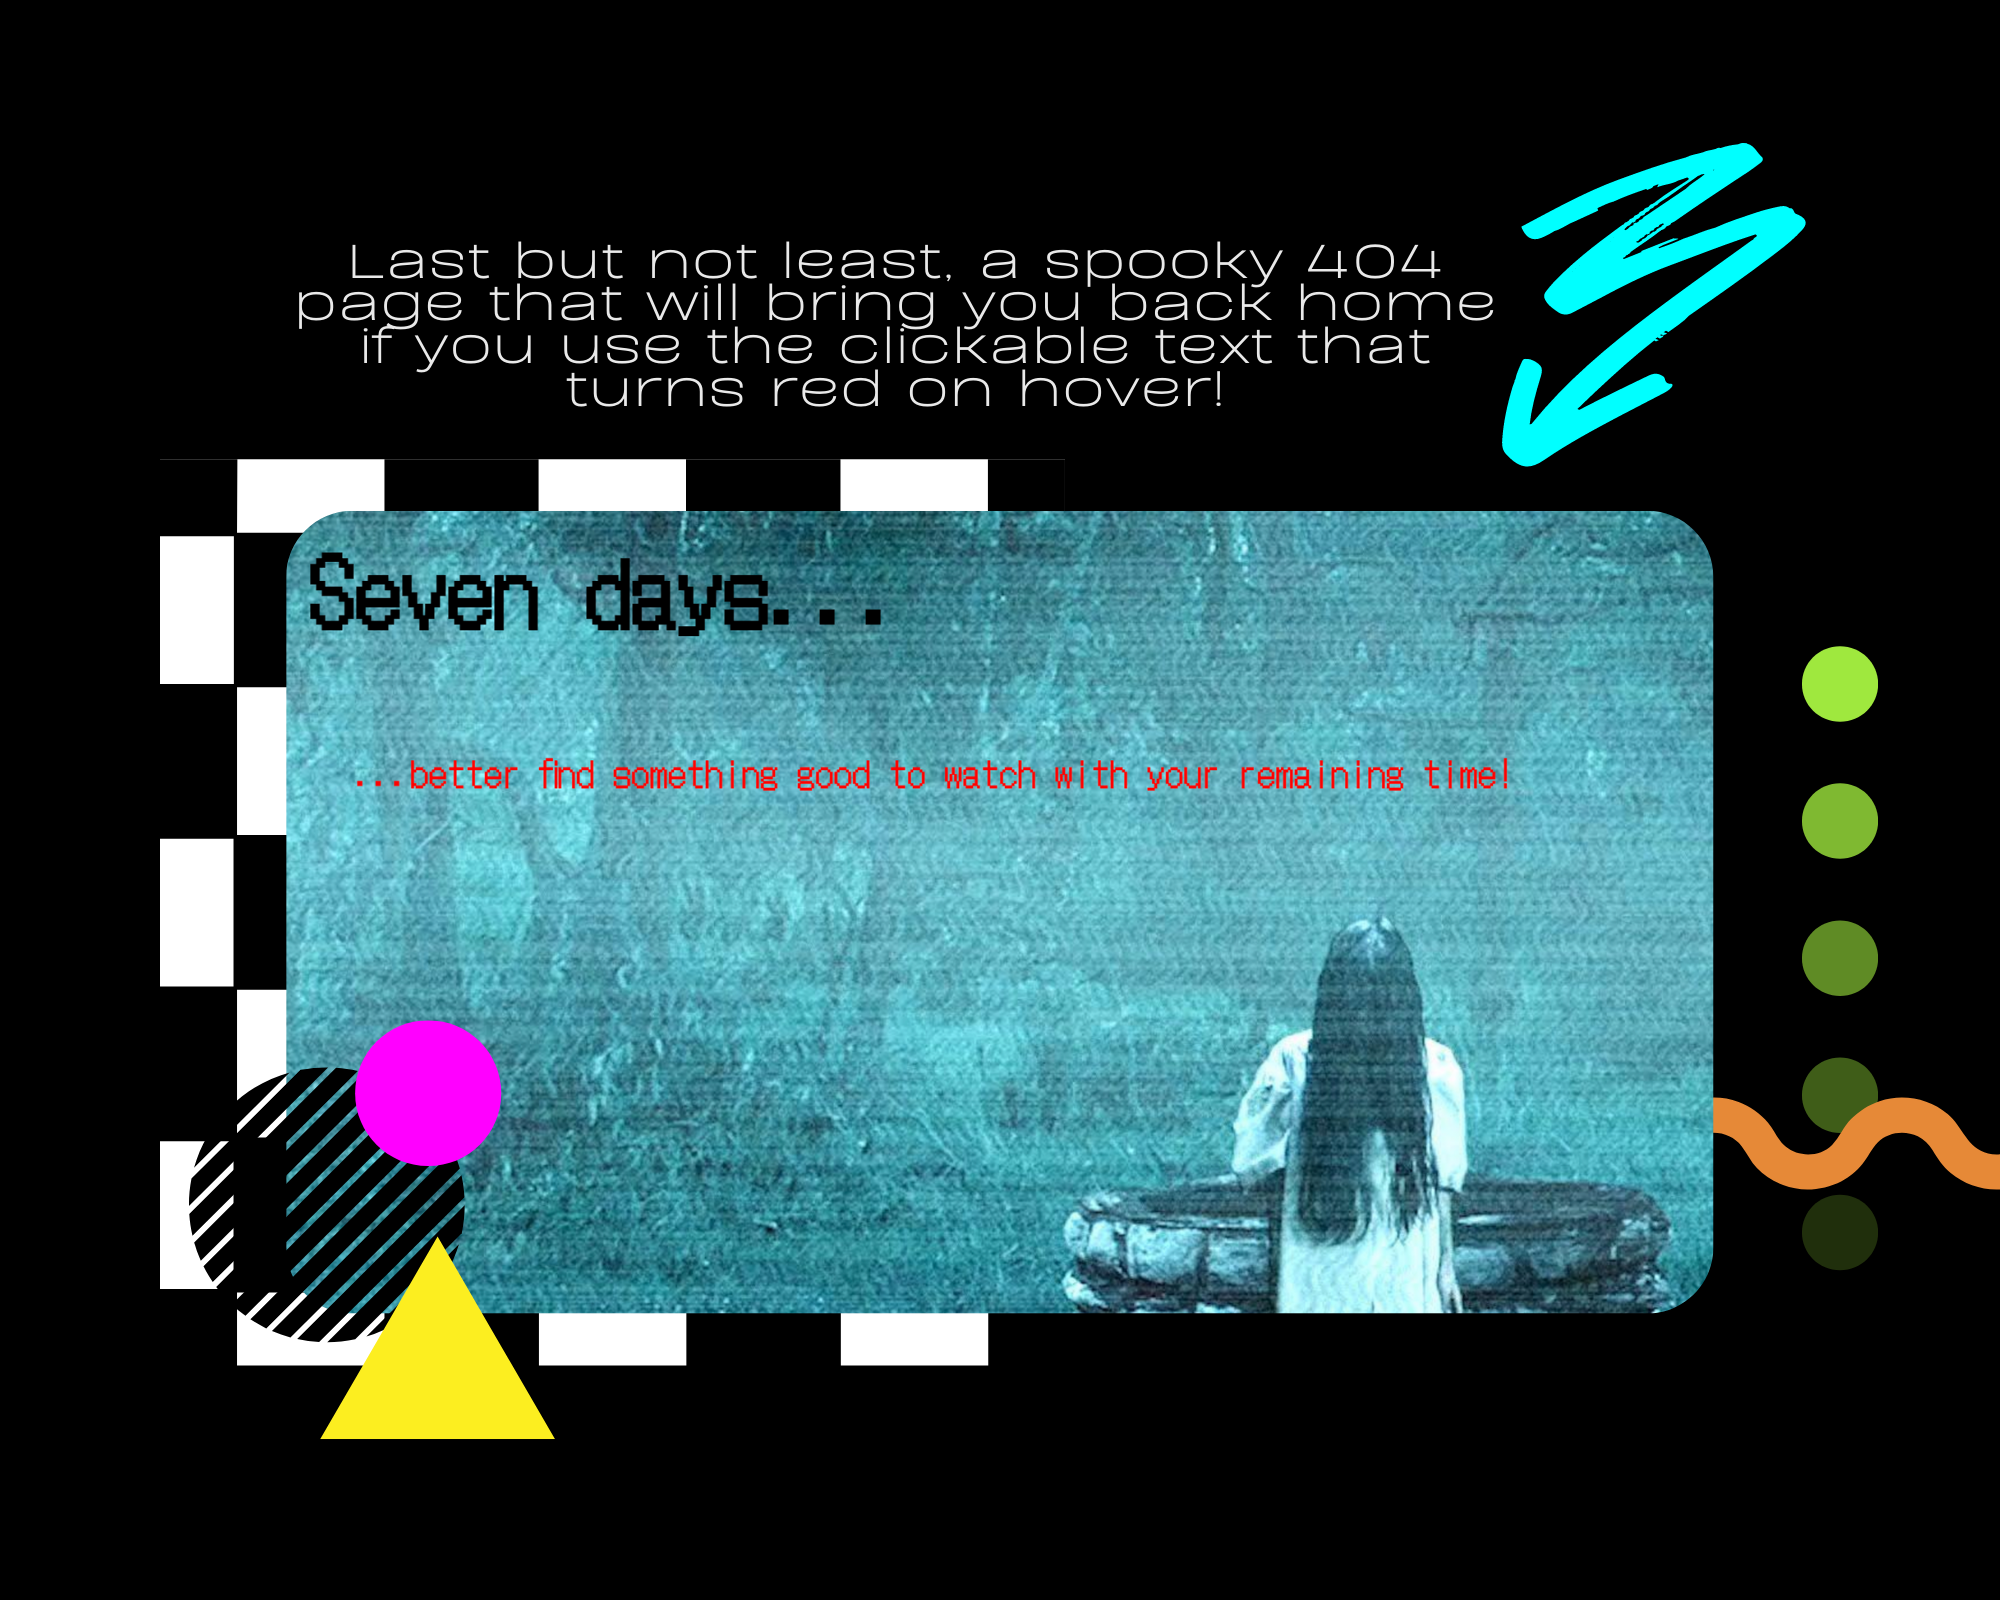 Last but not least, a spooky 404
page that will bring you back home
if you use the clickable text that
turns red on hover!
Seven days...
...better find something good to watch with your remaining time!